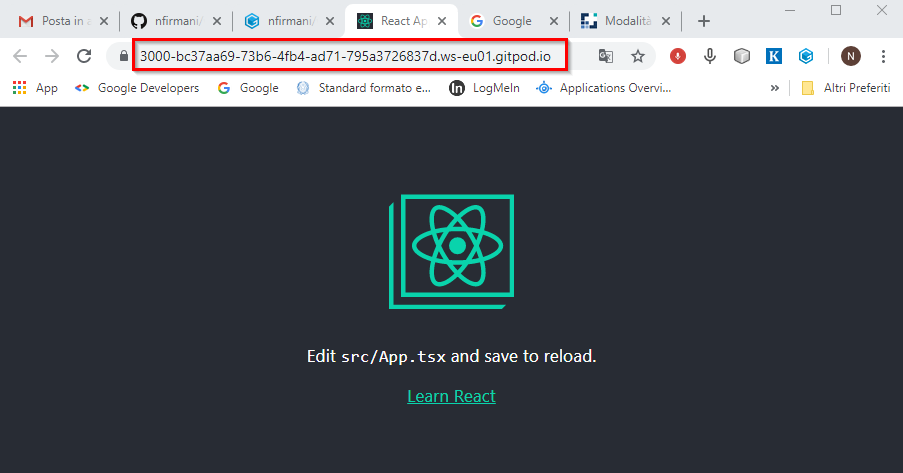 Posta in a
nfirmani/
nfirmani/
React Ap
Google
Modalità
3000-bc37aa69-73b6-4fb4-ad71-795a3726837d.ws-eu01.gitpod.io
N
App
Google Developers
Google
Standard formato e...
LogMeIn
Applications Overvi...
»
Altri Preferiti
Edit src/App.tsx and save to reload.
Learn React